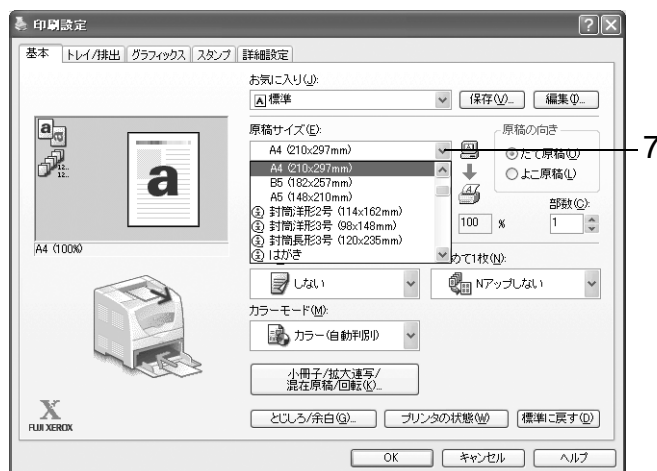 印刷設定
基本 トレイ/排出 グラフィックス スタンプ 詳細設定
お気に入り(J):
A 標準
保存(V)... 編集(I)...
原稿サイズ(E):
A4 (210x297mm)
A4 (210x297mm)
B5 (182x257mm)
A5 (148x210mm)
封筒洋形2号 (114x162mm)
封筒洋形3号 (98x148mm)
封筒長形3号 (120x235mm)
はがき
原稿の向き
たて原稿(U)
よこ原稿(L)
7
100 %
部数(C):
1
a
12..
12..
a
A4 (100%)
めて1枚(N):
しない
Nアップしない
カラーモード(M):
カラー(自動判別)
小冊子/拡大連写/
混在原稿/回転(K)...
とじしろ/余白(G)... プリンタの状態(W) 標準に戻す(D)
X
FUJI XEROX
OK キャンセル ヘルプ